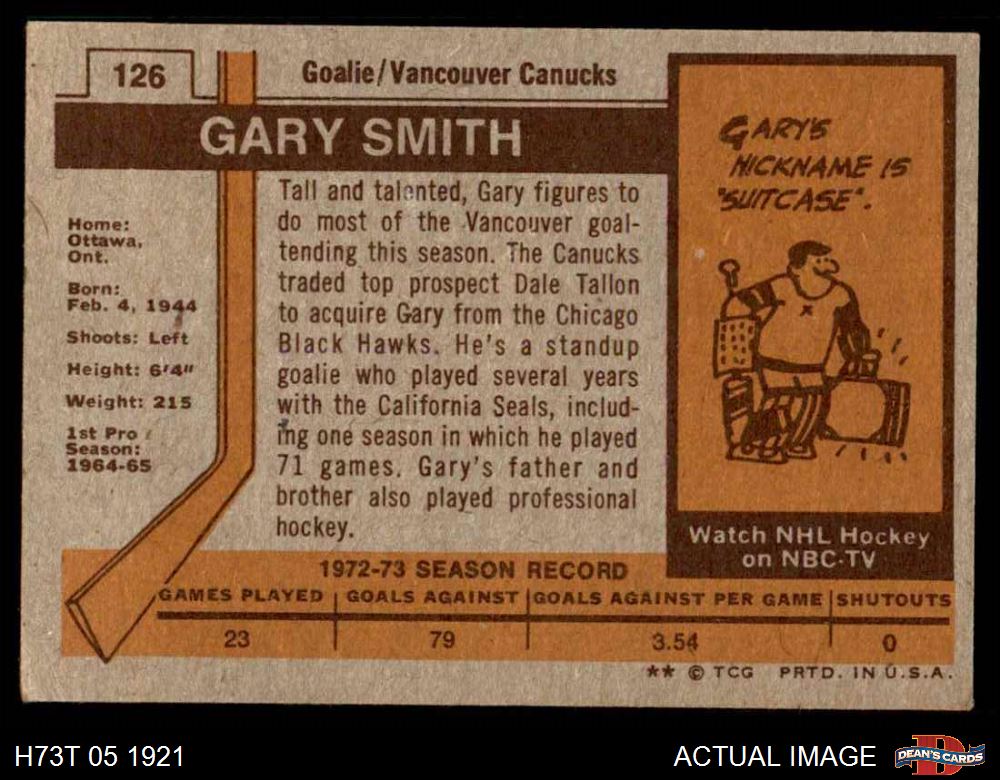 126
Goalie/Vancouver Canucks
GARY SMITH
Home:
Ottawa,
Ont.
Born:
Feb. 4, 1944
Shoots: Left
Height: 6'4"
Weight: 215
1st Pro
Season:
1964-65
Tall and talented, Gary figures to
do most of the Vancouver goal-
tending this season. The Canucks
traded top prospect Dale Tallon
to acquire Gary from the Chicago
Black Hawks. He's a standup
goalie who played several years
with the California Seals, includ-
ing one season in which he played
71 games. Gary's father and
brother also played professional
hockey.
GARY'S
NICKNAME IS
"SUITCASE".
Watch NHL Hockey
on NBC-TV
1972-73 SEASON RECORD
GAMES PLAYED GOALS AGAINST GOALS AGAINST PER GAME SHUTOUTS
23 79 3.54 0
** © TCG PRTD. IN U.S.A.
H73T 05 1921
ACTUAL IMAGE
DEAN'S CARDS